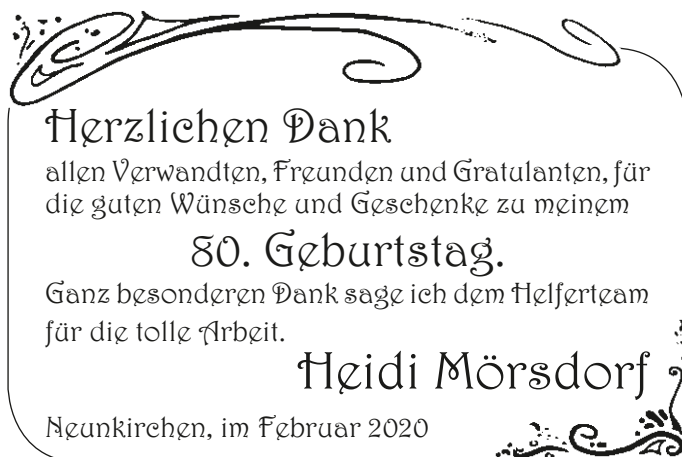 Herzlichen Dank
allen Verwandten, Freunden und Gratulanten, für
die guten Wünsche und Geschenke zu meinem
80. Geburtstag.
Ganz besonderen Dank sage ich dem Helferteam
für die tolle Arbeit.
Heidi Mörsdorf
Neunkirchen, im Februar 2020